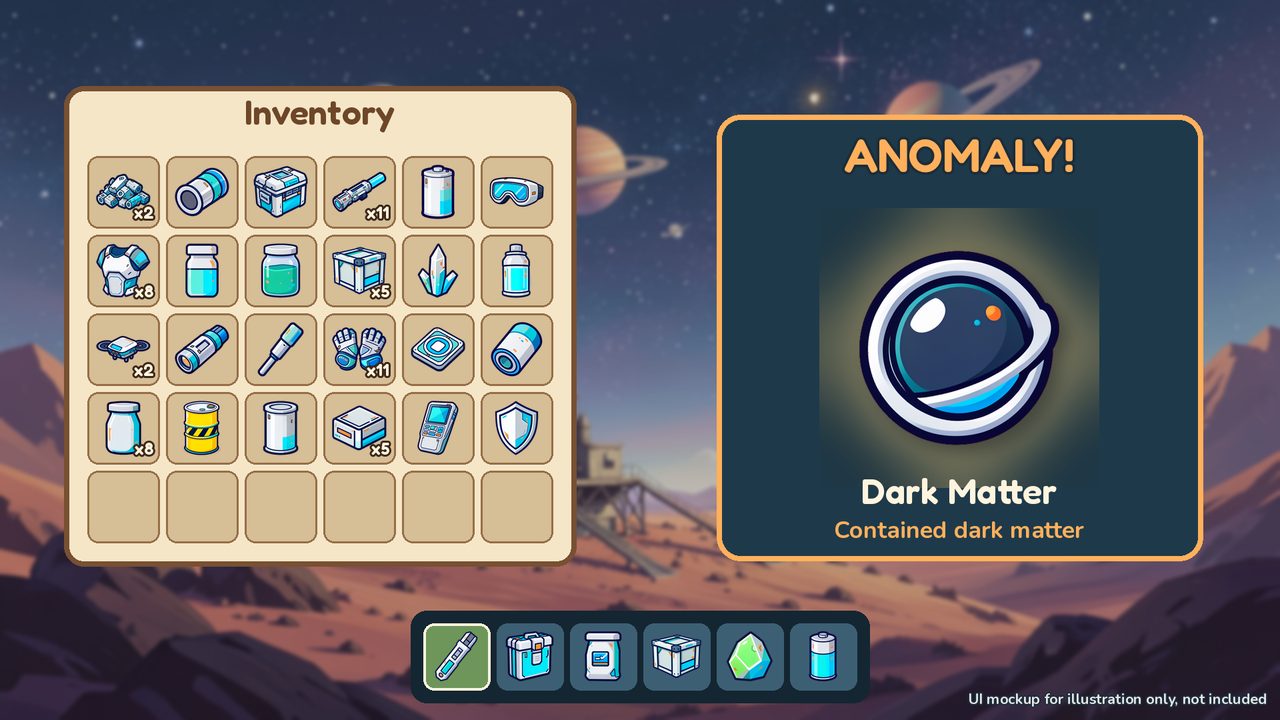 Inventory
x2
x11
x8
x5
x2
x11
x8
x5
ANOMALY!
Dark Matter
Contained dark matter
UI mockup for illustration only, not included